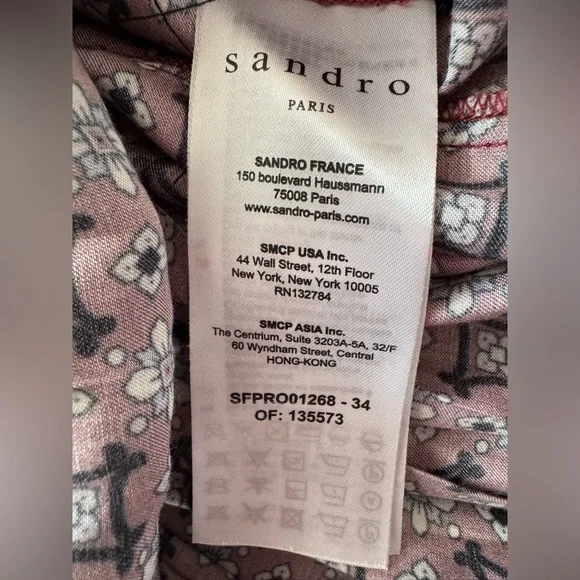 sandro
PARIS
SANDRO FRANCE
150 boulevard Haussmann
75008 Paris
www.sandro-paris.com
SMCP USA Inc.
44 Wall Street, 12th Floor
New York, New York 10005
RN132784
SMCP ASIA Inc.
The Centrium, Suite 3203A-5A, 32/F
60 Wyndham Street, Central
HONG-KONG
SFPRO01268 - 34
OF: 135573